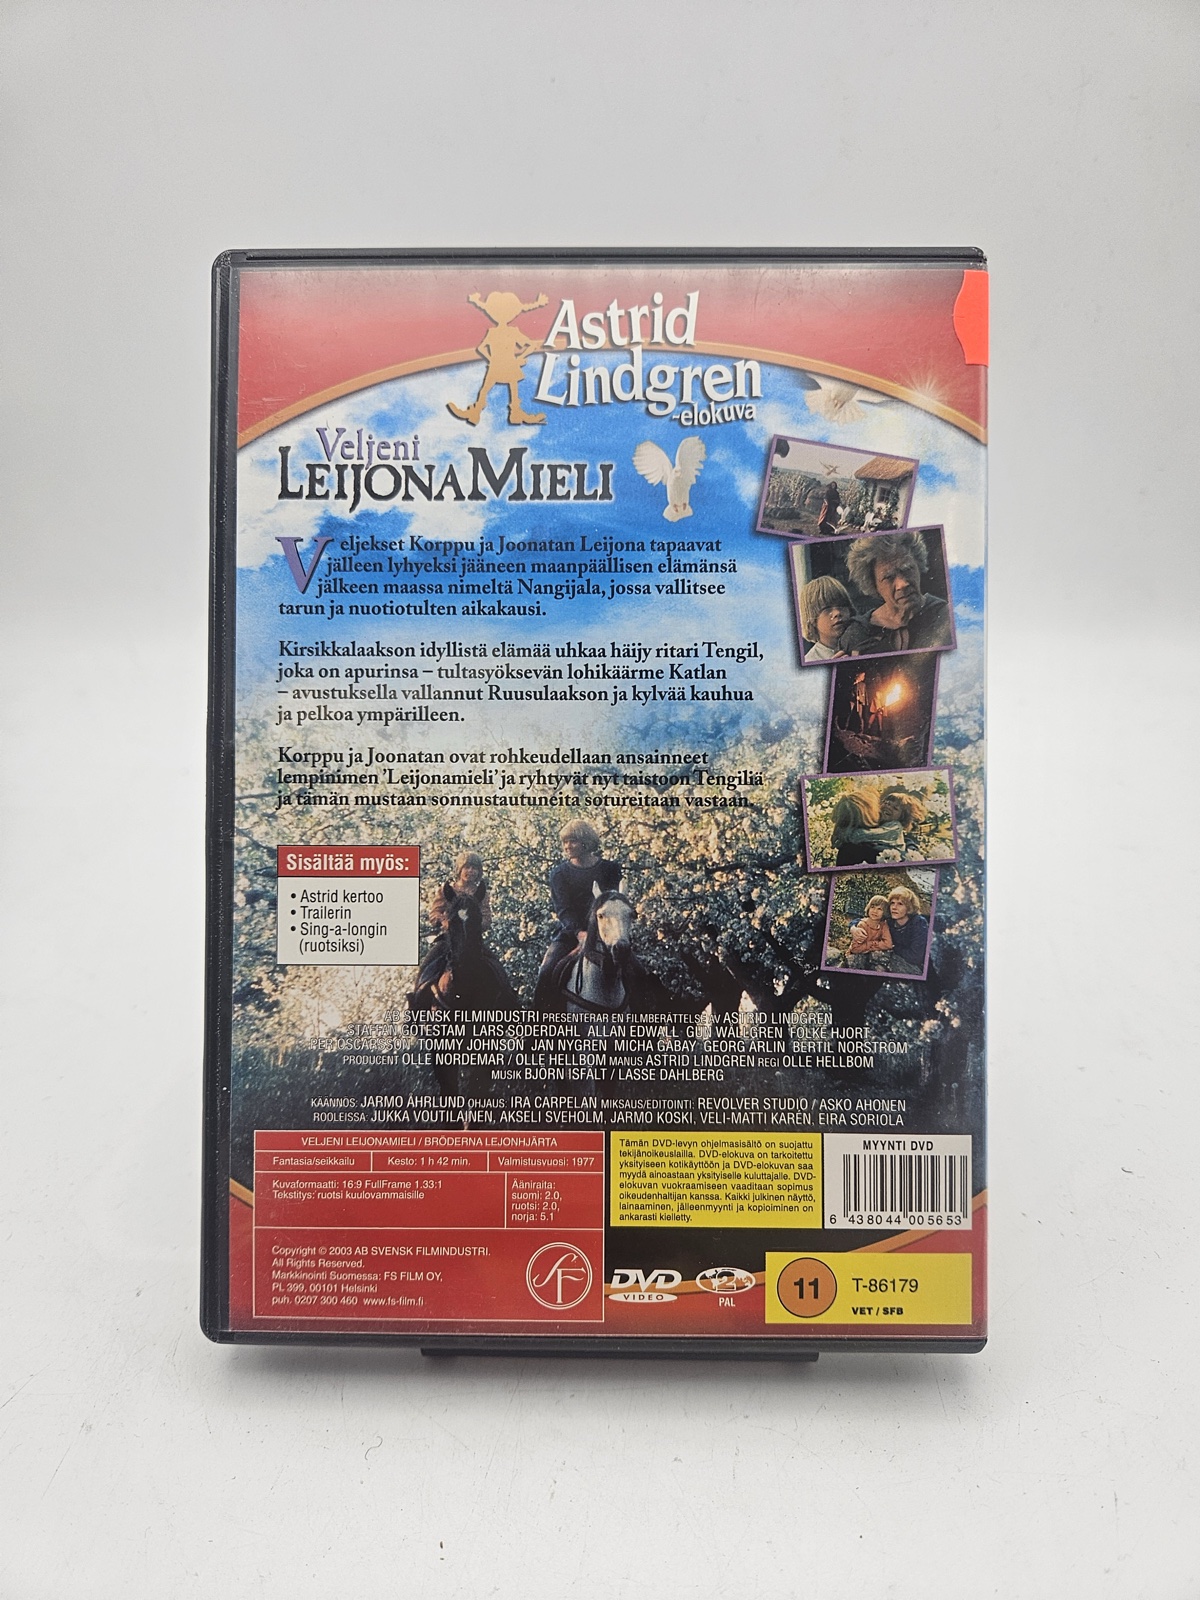 Astrid
Lindgren
-elokuva
Veljeni
LEIJONAMIELI
Veljekset Korppu ja Joonatan Leijona tapaavat
jälleen lyhyeksi jääneen maanpäällisen elämänsä
jälkeen maassa nimeltä Nangijala, jossa vallitsee
tarun ja nuotiotulten aikakausi.
Kirsikkalaakson idyllistä elämää uhkaa häijy ritari Tengil,
joka on apurinsa – tultasyöksevän lohikäärme Katlan
– avustuksella vallannut Ruusulaakson ja kylvää kauhua
ja pelkoa ympärilleen.
Korppu ja Joonatan ovat rohkeudellaan ansainneet
lempinimen 'Leijonamieli' ja ryhtyvät nyt taistoon Tengiliä
ja tämän mustaan sonnustautuneita sotureitaan vastaan.
Sisältää myös:
• Astrid kertoo
• Trailerin
• Sing-a-longin
(ruotsiksi)
AB SVENSK FILMINDUSTRI PRESENTERAR EN FILMBERÄTTELSE AV ASTRID LINDGREN
STAFFAN GÖTESTAM LARS SÖDERDAHL ALLAN EDWALL GUN WÅLLGREN FOLKE HJORT
PER OSCARSSON TOMMY JOHNSON JAN NYGREN MICHA GABAY GEORG ÅRLIN BERTIL NORSTRÖM
PRODUCENT OLLE NORDEMAR / OLLE HELLBOM MANUS ASTRID LINDGREN REGI OLLE HELLBOM
MUSIK BJÖRN ISFÄLT / LASSE DAHLBERG
KÄÄNNÖS: JARMO ÅHRLUND OHJAUS: IRA CARPELAN MIKSAUS/EDITOINTI: REVOLVER STUDIO / ASKO AHONEN
ROOLEISSA: JUKKA VOUTILAINEN, AKSELI SVEHOLM, JARMO KOSKI, VELI-MATTI KAREN, EIRA SORIOLA
VELJENI LEIJONAMIELI / BRÖDERNA LEJONHJÄRTA
Fantasia/seikkailu Kesto: 1 h 42 min. Valmistusvuosi: 1977
Kuvaformaatti: 16:9 FullFrame 1.33:1
Tekstitys: ruotsi kuulovammaisille
Ääniraita:
suomi: 2.0,
ruotsi: 2.0,
norja: 5.1
Copyright © 2003 AB SVENSK FILMINDUSTRI.
All Rights Reserved.
Markkinointi Suomessa: FS FILM OY,
PL 399, 00101 Helsinki
puh. 0207 300 460 www.fs-film.fi
SF
Tämän DVD-levyn ohjelmasisältö on suojattu
tekijänoikeuslailla. DVD-elokuva on tarkoitettu
yksityiseen kotikäyttöön ja DVD-elokuvan saa
myydä ainoastaan yksityiselle kuluttajalle. DVD-
elokuvan vuokraamiseen vaaditaan sopimus
oikeudenhaltijan kanssa. Kaikki julkinen näyttö,
lainaaminen, jälleenmyynti ja kopioiminen on
ankarasti kielletty.
MYYNTI DVD
6 438044 005653
DVD
VIDEO
2
PAL
11
T-86179
VET / SFB